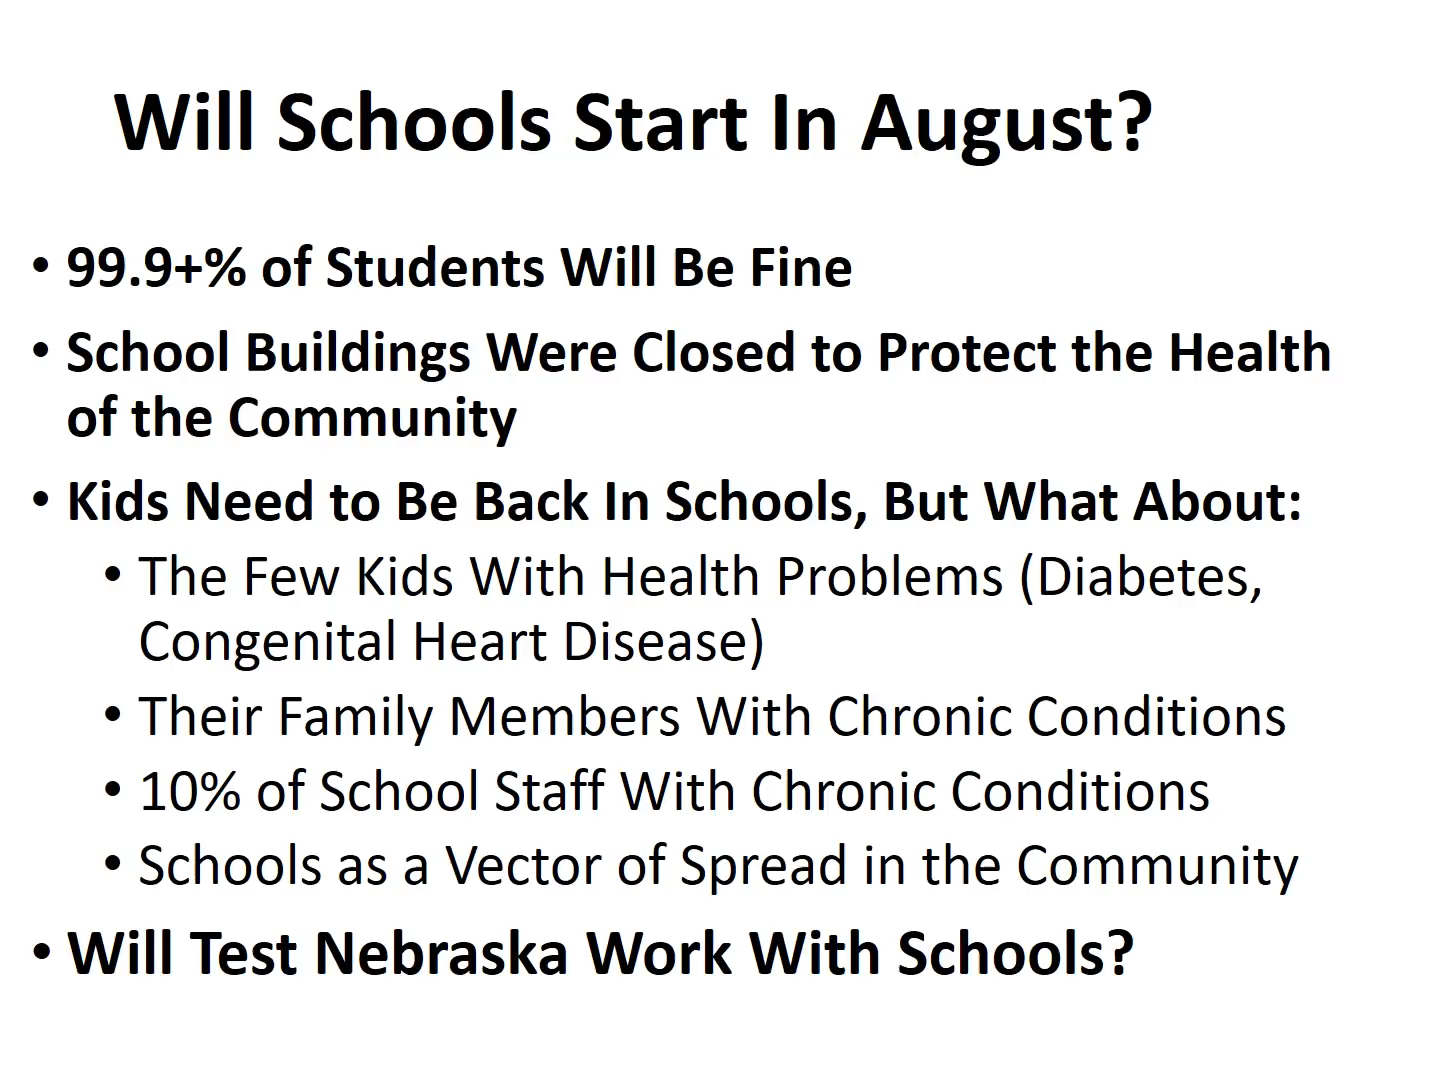 Will Schools Start In August?
• 99.9+% of Students Will Be Fine
• School Buildings Were Closed to Protect the Health
of the Community
• Kids Need to Be Back In Schools, But What About:
• The Few Kids With Health Problems (Diabetes,
Congenital Heart Disease)
• Their Family Members With Chronic Conditions
• 10% of School Staff With Chronic Conditions
• Schools as a Vector of Spread in the Community
• Will Test Nebraska Work With Schools?